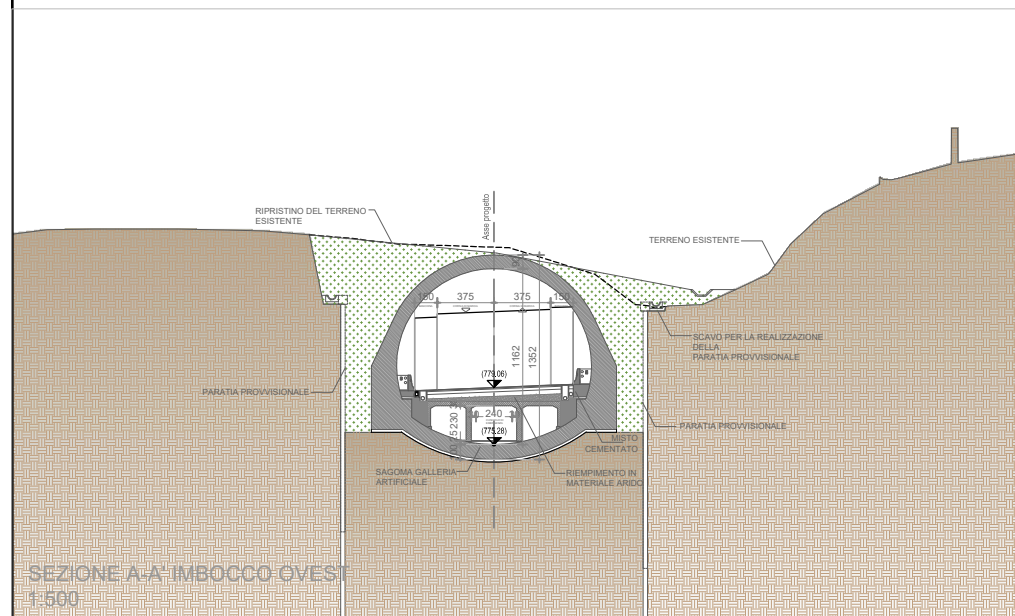 Asse progetto
RIPRISTINO DEL TERRENO
ESISTENTE
TERRENO ESISTENTE
375
375
150
SCAVO PER LA REALIZZAZIONE
DELLA
PARATIA PROVVISIONALE
1162
1352
(779,06)
PARATIA PROVVISIONALE
230
240
(775,28)
PARATIA PROVVISIONALE
MISTO
CEMENTATO
SAGOMA GALLERIA
ARTIFICIALE
RIEMPIMENTO IN
MATERIALE ARIDO
SEZIONE A-A' IMBOCCO OVEST
1:500